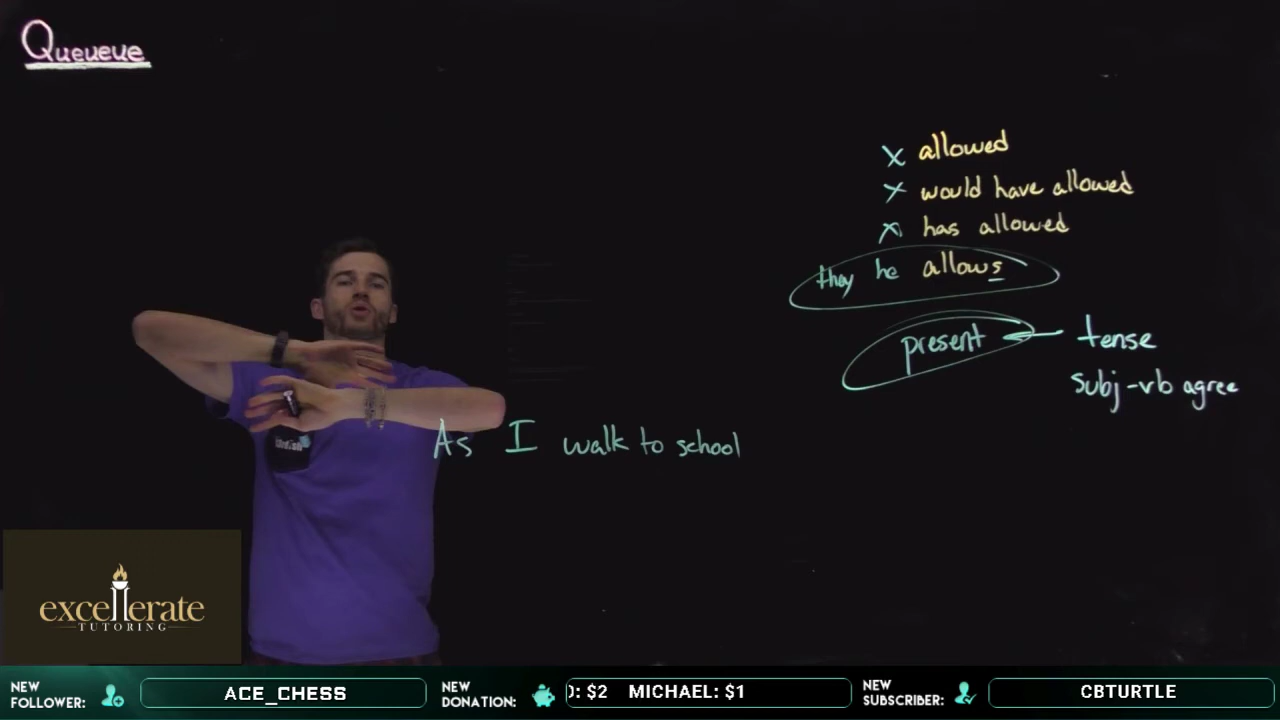 Queueue
x allowed
x would have allowed
x has allowed
they he allows
present ← tense
subj-vb agree
As I walk to school
excellerate
TUTORING
NEW FOLLOWER: ACE_CHESS
NEW DONATION: : $2 MICHAEL: $1
NEW SUBSCRIBER: CBTURTLE